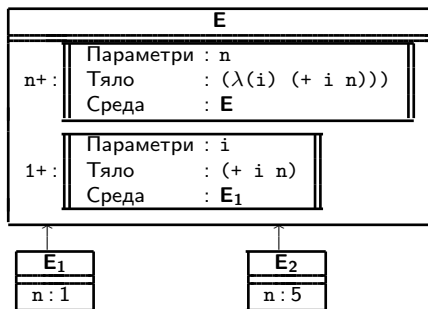 E
n+ : Параметри : n
Тяло : (λ(i) (+ i n)))
Среда : E
1+ : Параметри : i
Тяло : (+ i n)
Среда : E₁
E₁ E₂
n : 1 n : 5